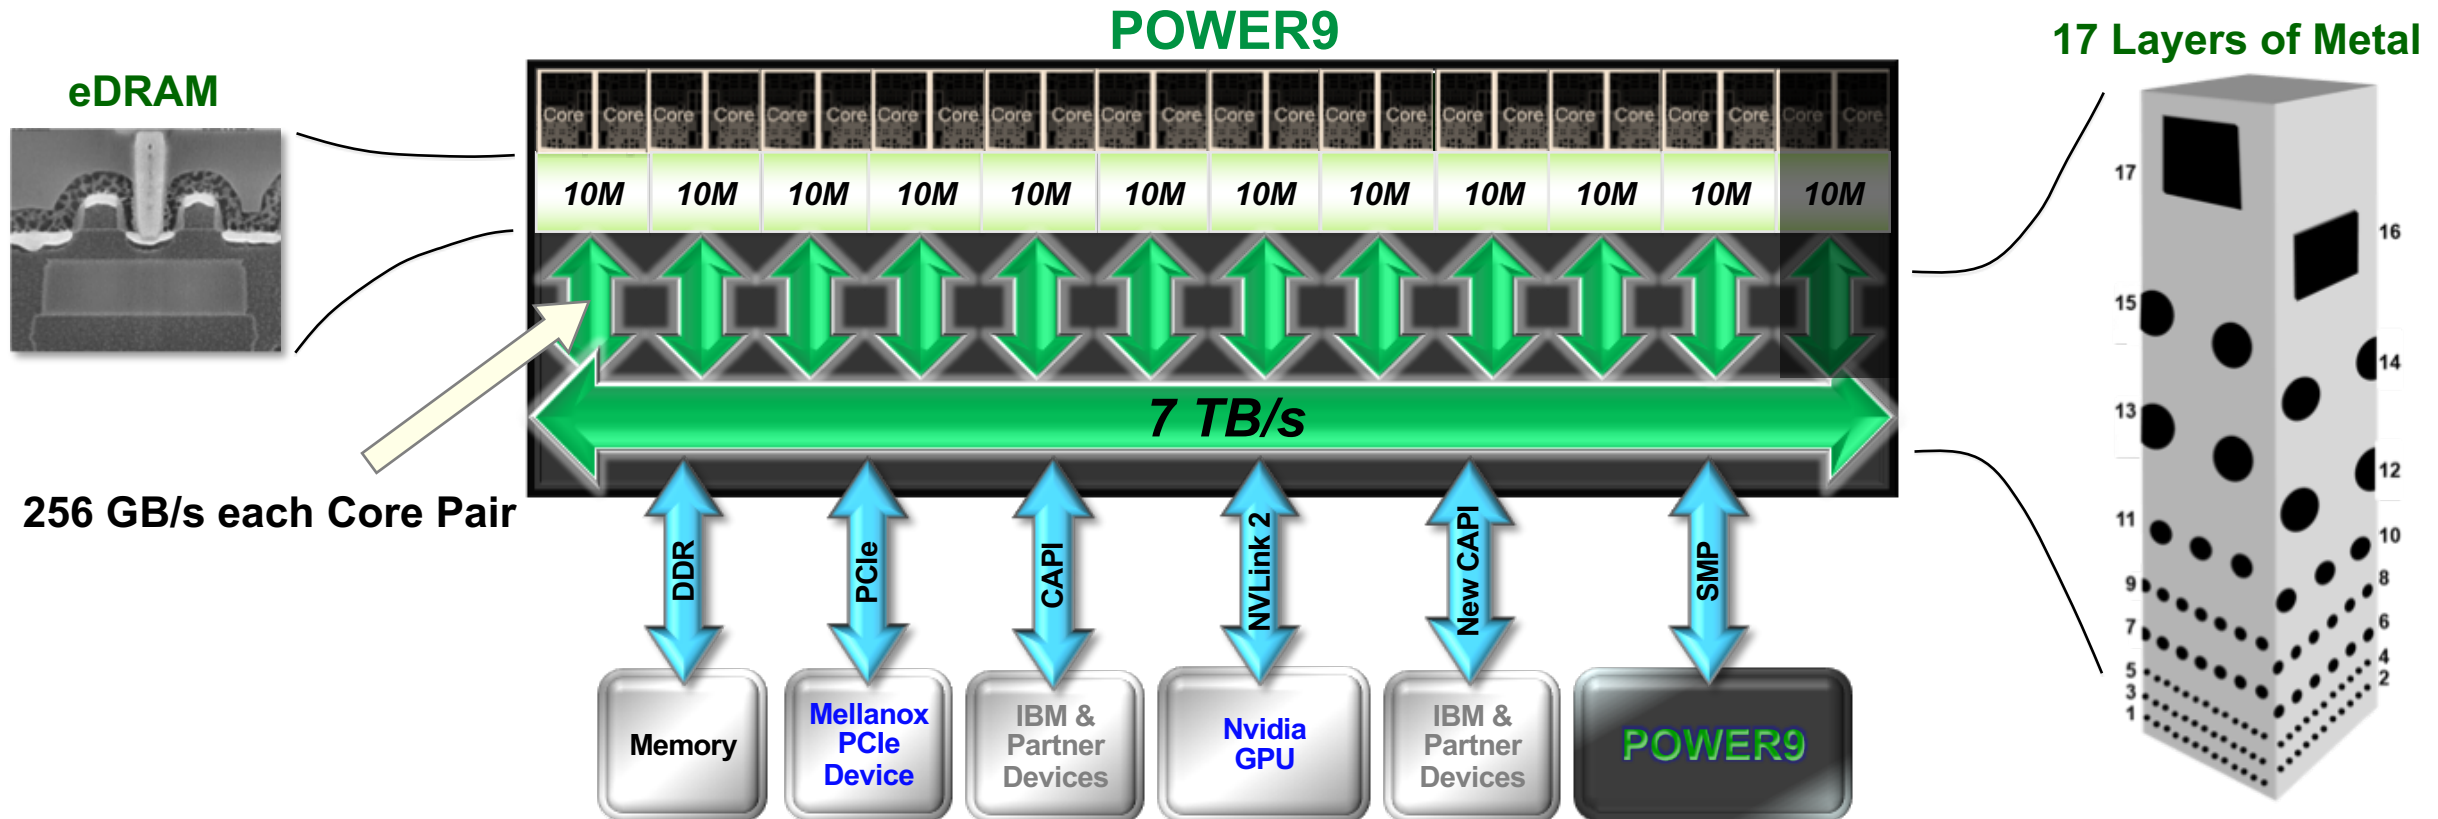 POWER9
17 Layers of Metal
eDRAM
Core Core Core Core Core Core Core Core Core Core Core Core Core Core Core Core Core Core Core Core Core Core Core Core
10M 10M 10M 10M 10M 10M 10M 10M 10M 10M 10M 10M
7 TB/s
256 GB/s each Core Pair
DDR
PCIe
CAPI
NVLink 2
New CAPI
SMP
Memory
Mellanox
PCIe
Device
IBM &
Partner
Devices
Nvidia
GPU
IBM &
Partner
Devices
POWER9
17
16
15
14
13
12
11
10
9
8
7
6
5
4
3
2
1